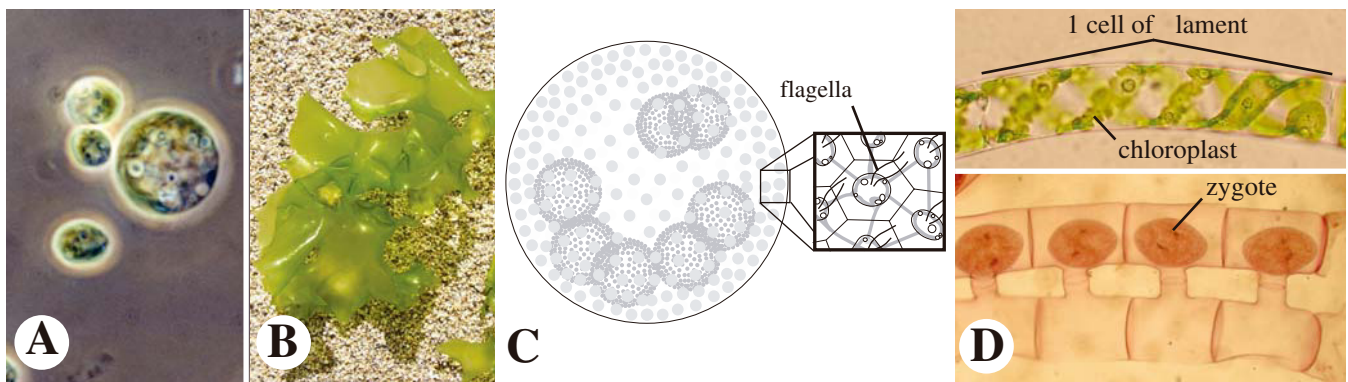 A
B
C
flagella
1 cell of lament
chloroplast
zygote
D